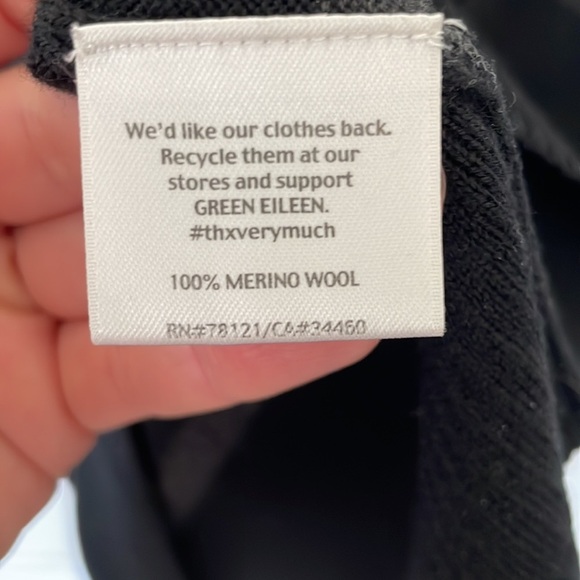 We'd like our clothes back.
Recycle them at our
stores and support
GREEN EILEEN.
#thxverymuch
100% MERINO WOOL
RN#78121/CA#34460